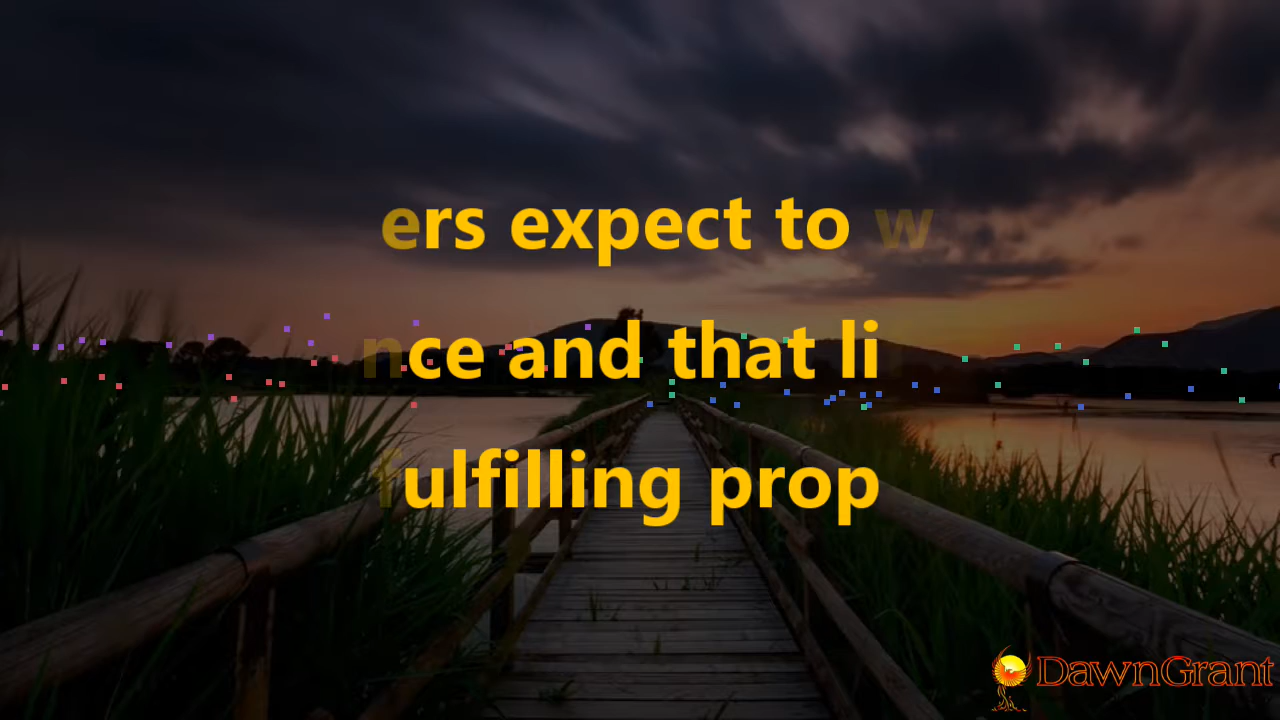 ers expect to w
nce and that li
fulfilling prop
DawnGrant